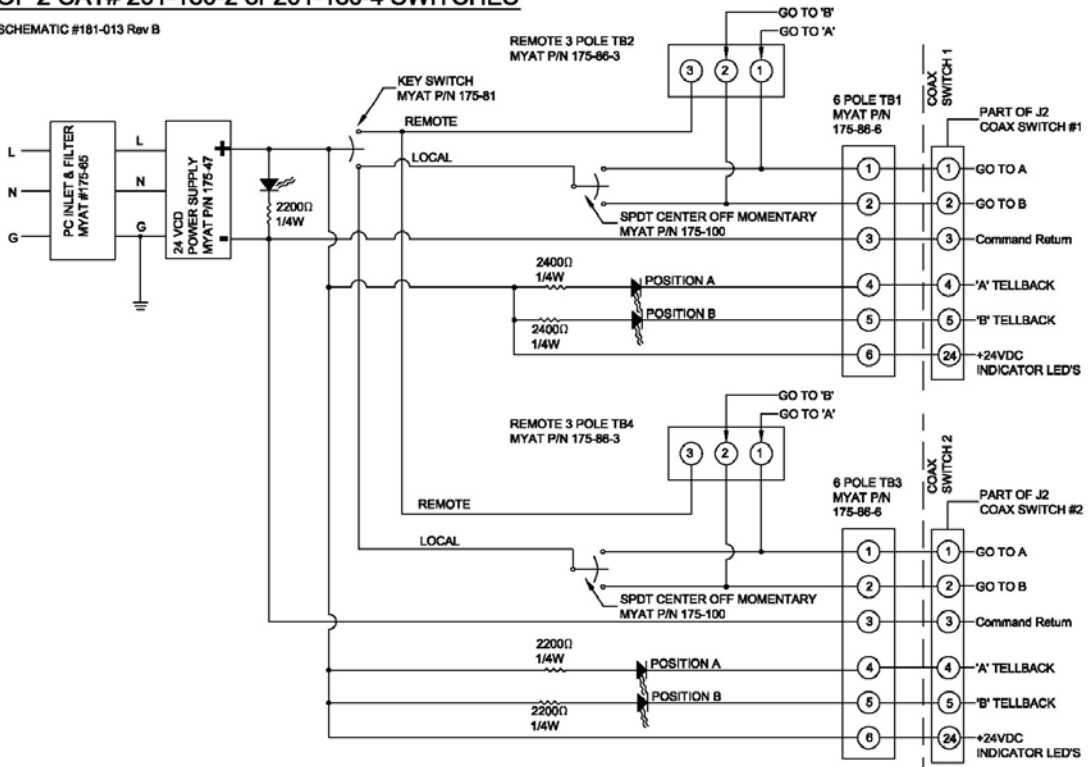 SCHEMATIC #181-013 Rev B
GO TO 'B'
GO TO 'A'
REMOTE 3 POLE TB2
MYAT P/N 175-86-3
3
2
1
KEY SWITCH
MYAT P/N 175-81
REMOTE
LOCAL
6 POLE TB1
MYAT P/N
175-86-6
COAX
SWITCH 1
PART OF J2
COAX SWITCH #1
L
N
G
PC INLET & FILTER
MYAT #175-65
L
N
G
24 VCD
POWER SUPPLY
MYAT P/N 175-47
+
-
2200Ω
1/4W
SPDT CENTER OFF MOMENTARY
MYAT P/N 175-100
1
1
GO TO A
2
2
GO TO B
3
3
Command Return
2400Ω
1/4W
POSITION A
4
4
'A' TELLBACK
POSITION B
2400Ω
1/4W
5
5
'B' TELLBACK
6
24
+24VDC
INDICATOR LED'S
GO TO 'B'
GO TO 'A'
REMOTE 3 POLE TB4
MYAT P/N 175-86-3
3
2
1
REMOTE
LOCAL
6 POLE TB3
MYAT P/N
175-86-6
COAX
SWITCH 2
PART OF J2
COAX SWITCH #2
SPDT CENTER OFF MOMENTARY
MYAT P/N 175-100
1
1
GO TO A
2
2
GO TO B
3
3
Command Return
2200Ω
1/4W
POSITION A
4
4
'A' TELLBACK
POSITION B
2200Ω
1/4W
5
5
'B' TELLBACK
6
24
+24VDC
INDICATOR LED'S